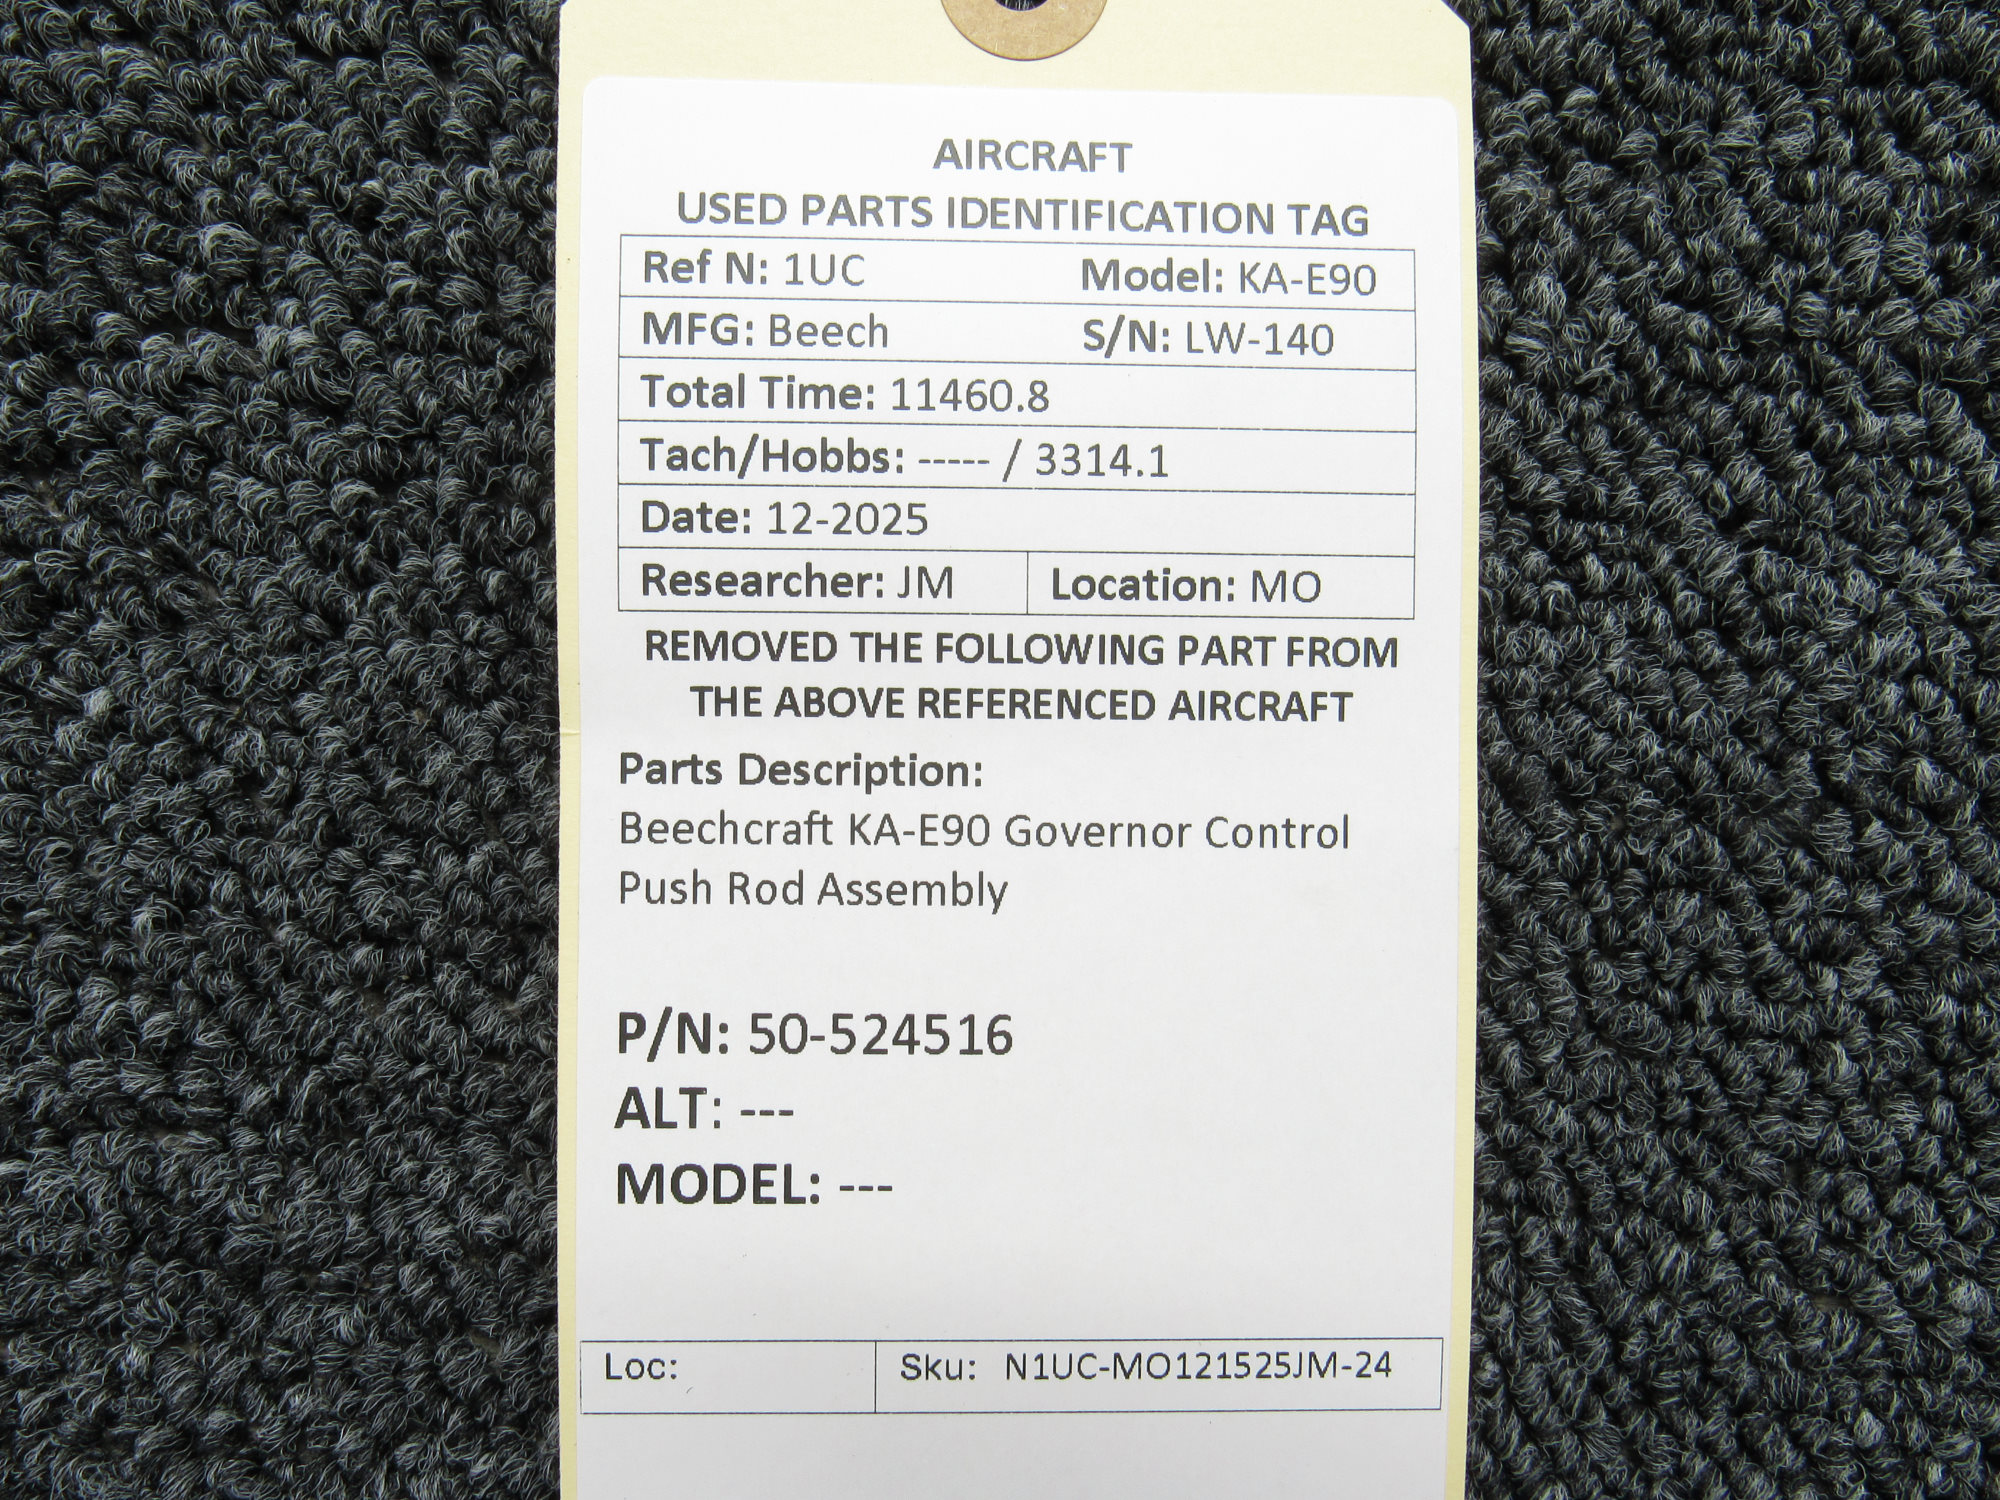 AIRCRAFT
USED PARTS IDENTIFICATION TAG
Ref N: 1UC Model: KA-E90
MFG: Beech S/N: LW-140
Total Time: 11460.8
Tach/Hobbs: ----- / 3314.1
Date: 12-2025
Researcher: JM Location: MO
REMOVED THE FOLLOWING PART FROM
THE ABOVE REFERENCED AIRCRAFT
Parts Description:
Beechcraft KA-E90 Governor Control
Push Rod Assembly
P/N: 50-524516
ALT: ---
MODEL: ---
Loc: Sku: N1UC-MO121525JM-24